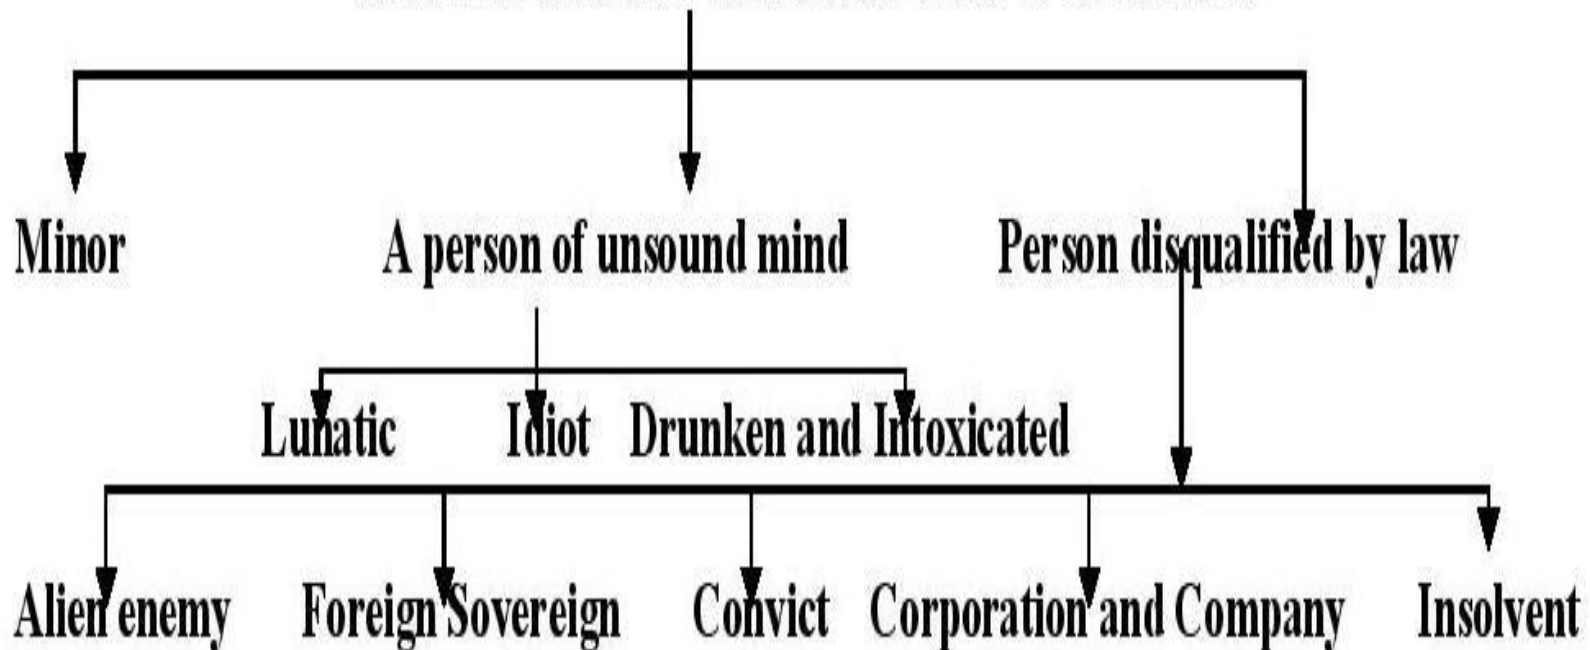 Minor A person of unsound mind Person disqualified by law
Lunatic Idiot Drunken and Intoxicated
Alien enemy Foreign Sovereign Convict Corporation and Company Insolvent